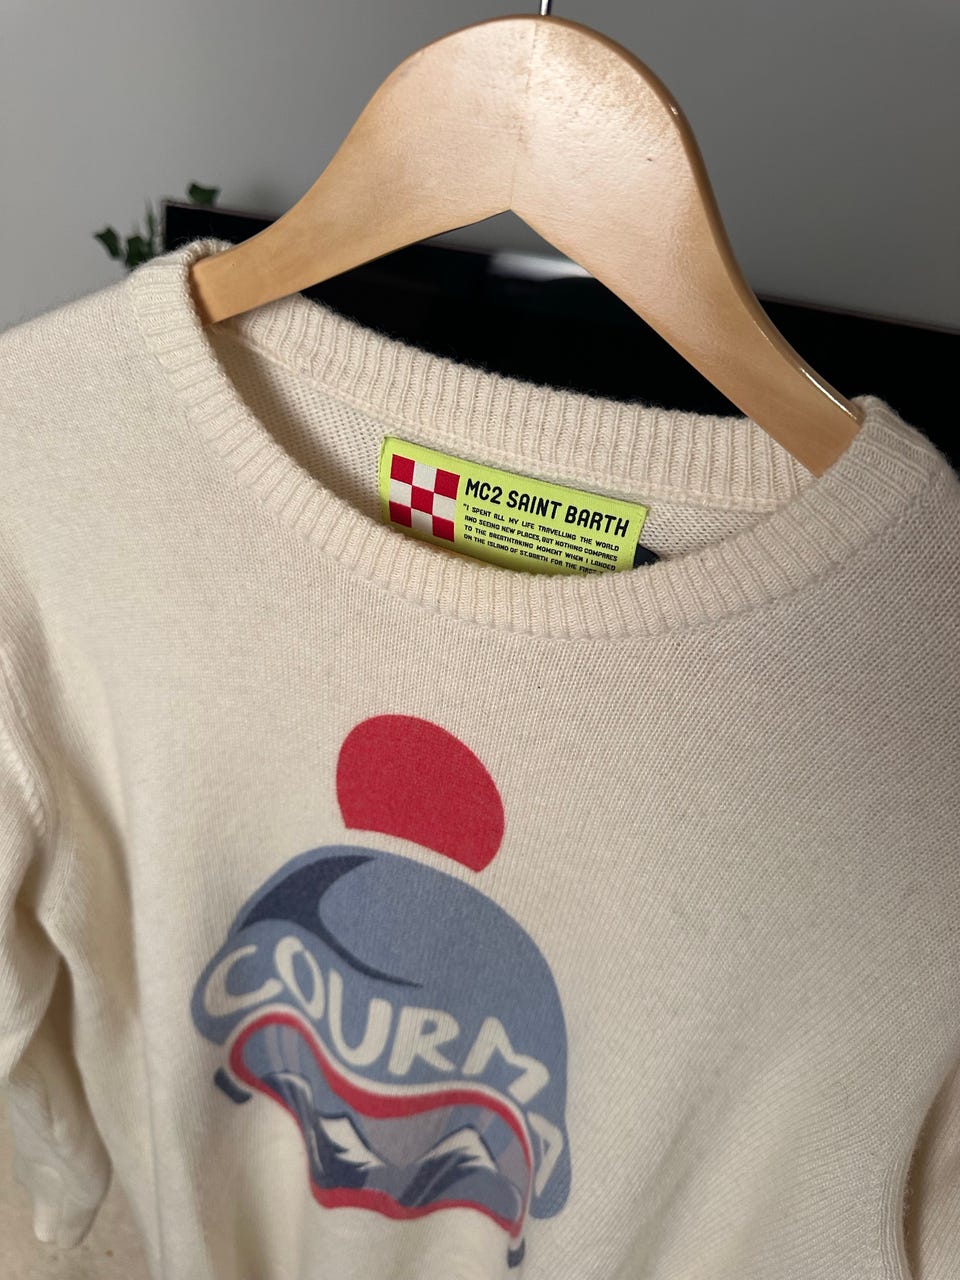 MC2 SAINT BARTH
"I SPENT ALL MY LIFE TRAVELLING THE WORLD
AND SEEING NEW PLACES, BUT NOTHING COMPARES
TO THE BREATHTAKING MOMENT WHEN I LANDED
ON THE ISLAND OF ST.BARTH FOR THE FIRST
COURMA